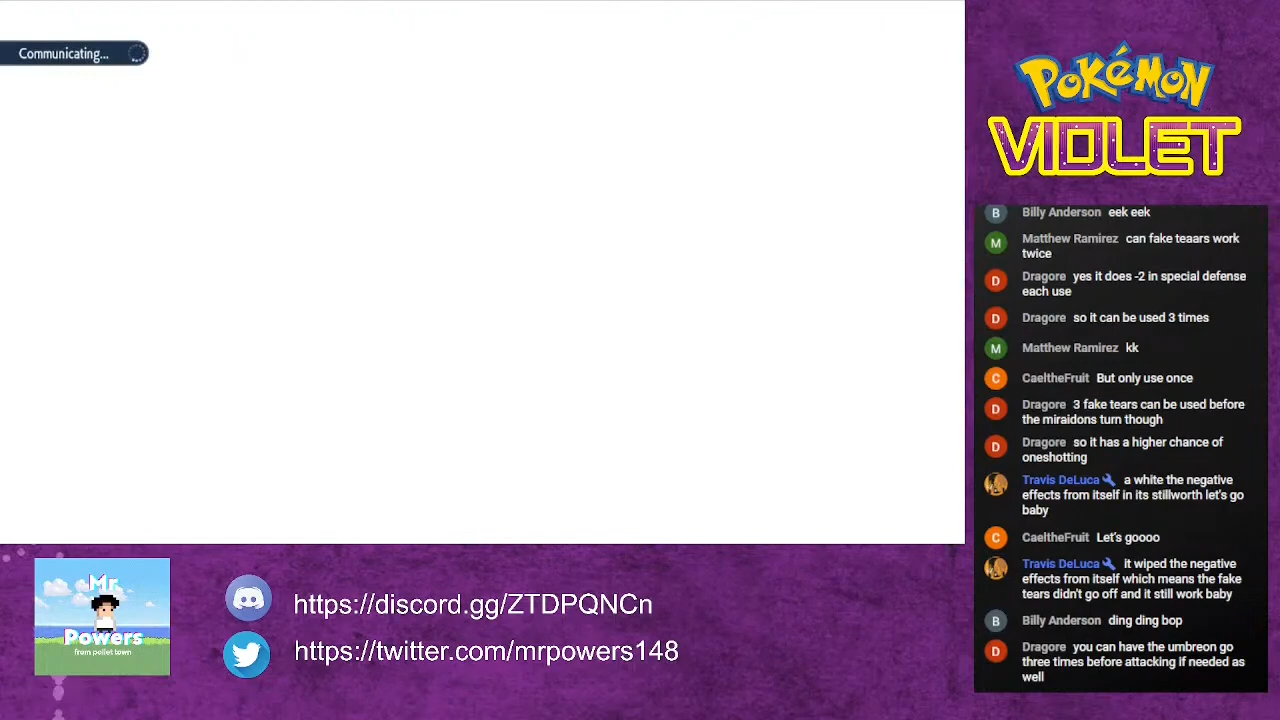 Communicating...
POKéMON
VIOLET
B Billy Anderson eek eek
M Matthew Ramirez can fake teaars work
twice
D Dragore yes it does -2 in special defense
each use
D Dragore so it can be used 3 times
M Matthew Ramirez kk
C CaeltheFruit But only use once
D Dragore 3 fake tears can be used before
the miraidons turn though
D Dragore so it has a higher chance of
oneshotting
Travis DeLuca a white the negative
effects from itself in its stillworth let's go
baby
C CaeltheFruit Let's goooo
Travis DeLuca it wiped the negative
effects from itself which means the fake
tears didn't go off and it still work baby
B Billy Anderson ding ding bop
D Dragore you can have the umbreon go
three times before attacking if needed as
well
Mr
Powers
from pallet town
https://discord.gg/ZTDPQNCn
https://twitter.com/mrpowers148